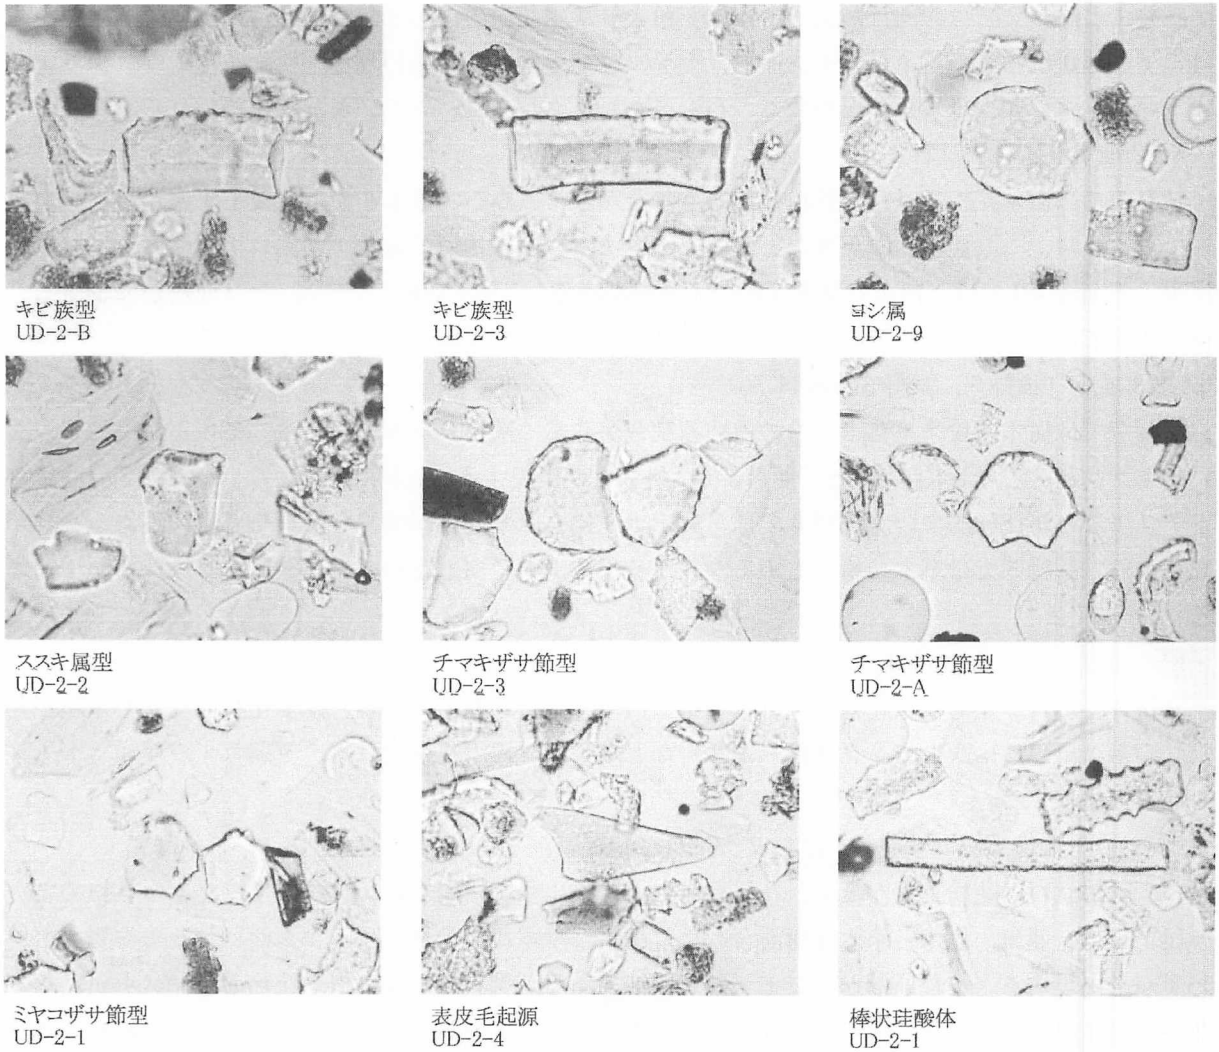 キビ族型
UD-2-B
キビ族型
UD-2-3
ヨシ属
UD-2-9
ススキ属型
UD-2-2
チマキザサ節型
UD-2-3
チマキザサ節型
UD-2-A
ミヤコザサ節型
UD-2-1
表皮毛起源
UD-2-4
棒状珪酸体
UD-2-1